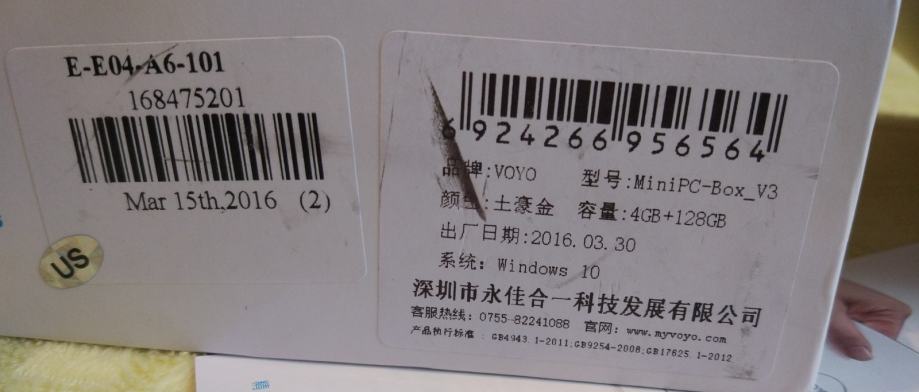 E-E04-A6-101
168475201
Mar 15th,2016 (2)
US
6 924266 956564
品牌:VOYO 型号:MiniPC-Box_V3
颜色:土豪金 容量:4GB+128GB
出厂日期:2016.03.30
系统: Windows 10
深圳市永佳合一科技发展有限公司
客服热线: 0755-82241088 官网: www.myvoyo.com
产品执行标准: GB4943.1-2011;GB9254-2008;GB17625.1-2012